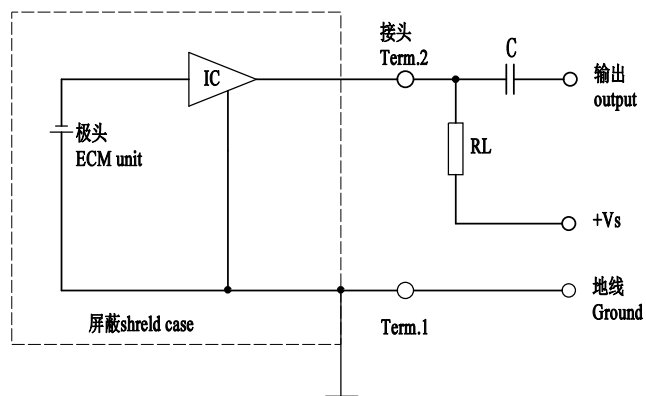 接头
Term.2
C
输出
output
IC
极头
ECM unit
RL
+Vs
地线
Ground
屏蔽shreld case
Term.1